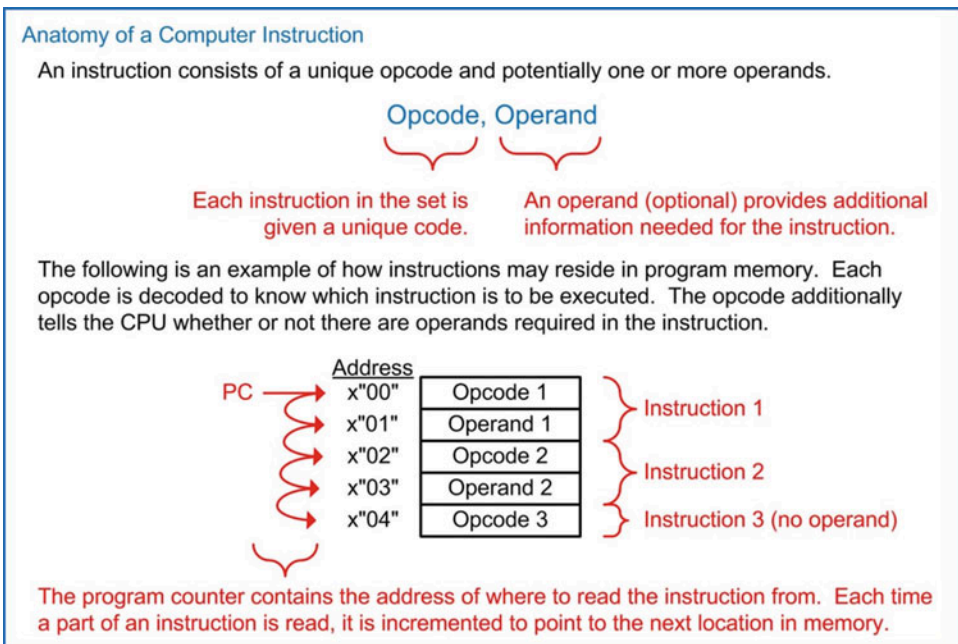 Anatomy of a Computer Instruction
An instruction consists of a unique opcode and potentially one or more operands.
Opcode, Operand
Each instruction in the set is
given a unique code.
An operand (optional) provides additional
information needed for the instruction.
The following is an example of how instructions may reside in program memory. Each
opcode is decoded to know which instruction is to be executed. The opcode additionally
tells the CPU whether or not there are operands required in the instruction.
Address
PC x"00" Opcode 1
x"01" Operand 1
Instruction 1
x"02" Opcode 2
x"03" Operand 2
Instruction 2
x"04" Opcode 3 Instruction 3 (no operand)
The program counter contains the address of where to read the instruction from. Each time
a part of an instruction is read, it is incremented to point to the next location in memory.